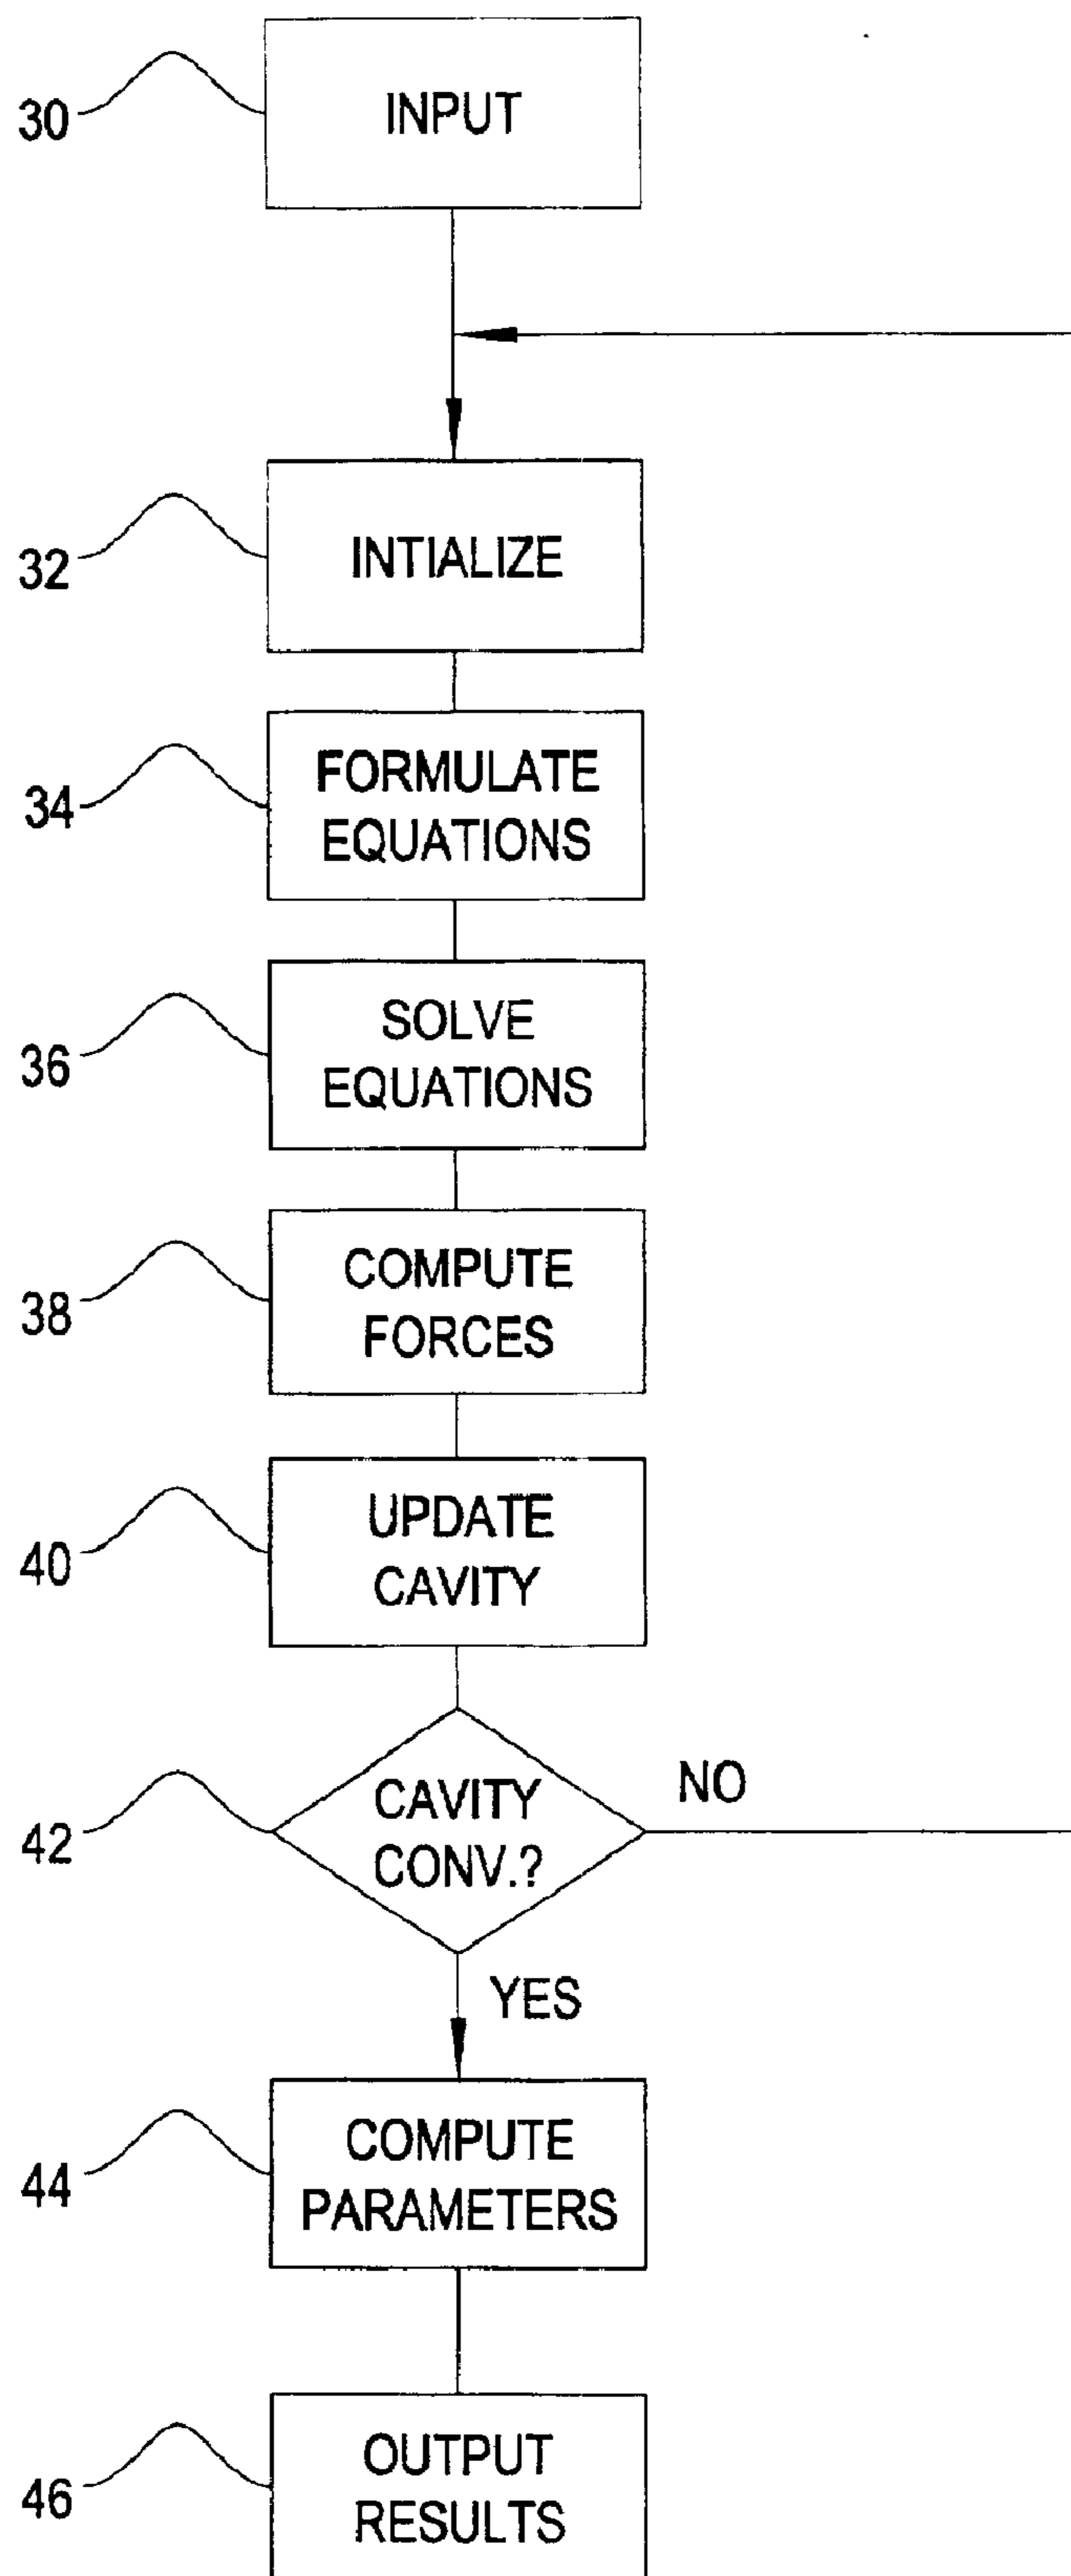 30
INPUT
32
INTIALIZE
34
FORMULATE
EQUATIONS
36
SOLVE
EQUATIONS
38
COMPUTE
FORCES
40
UPDATE
CAVITY
42
CAVITY
CONV.?
NO
YES
44
COMPUTE
PARAMETERS
46
OUTPUT
RESULTS